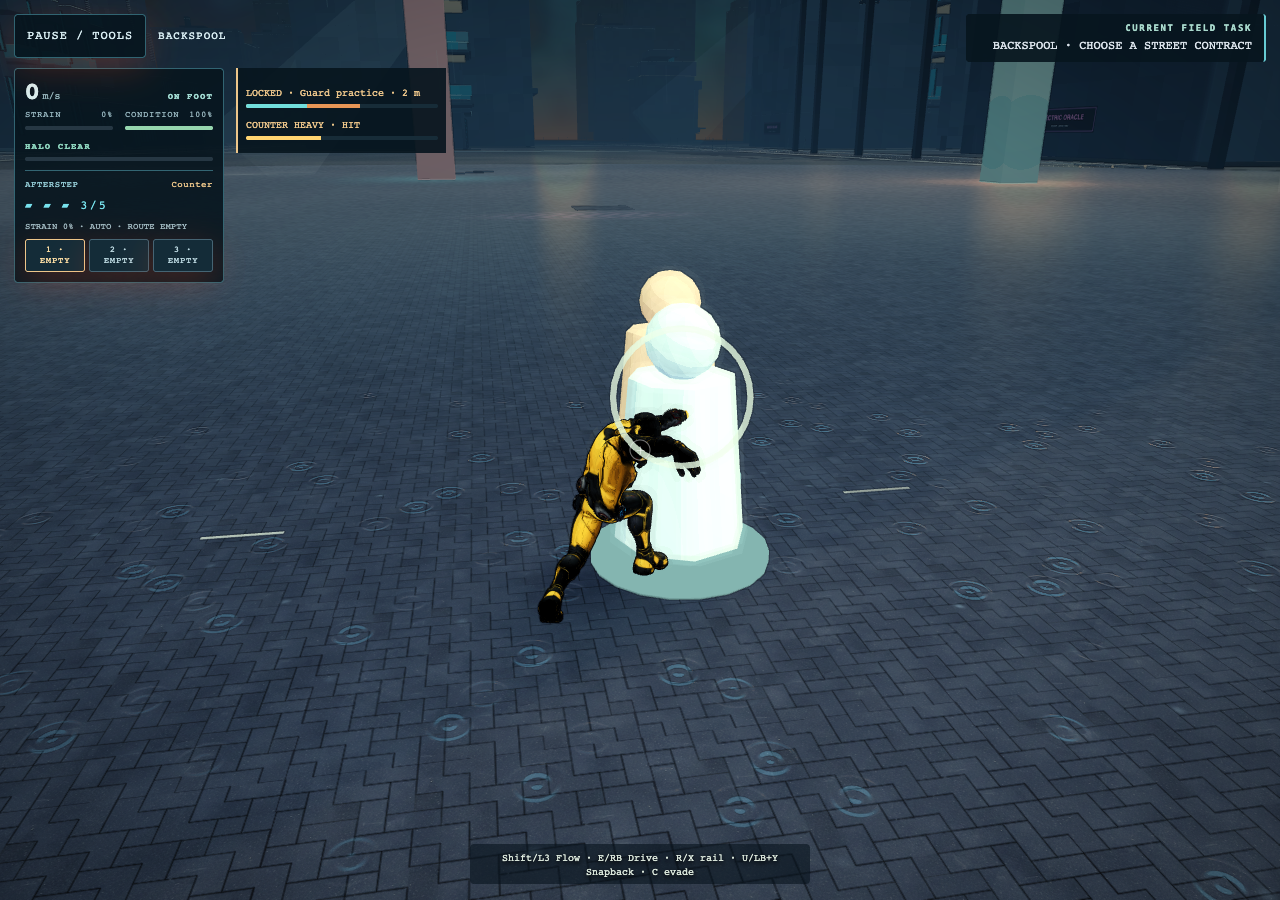 PAUSE / TOOLS
BACKSPOOL
CURRENT FIELD TASK
BACKSPOOL · CHOOSE A STREET CONTRACT
0 m/s
ON FOOT
STRAIN 0%
CONDITION 100%
HALO CLEAR
AFTERSTEP
Counter
3/5
STRAIN 0% · AUTO · ROUTE EMPTY
1 · EMPTY
2 · EMPTY
3 · EMPTY
LOCKED · Guard practice · 2 m
COUNTER HEAVY · HIT
ORACLE
Shift/L3 Flow · E/RB Drive · R/X rail · U/LB+Y
Snapback · C evade